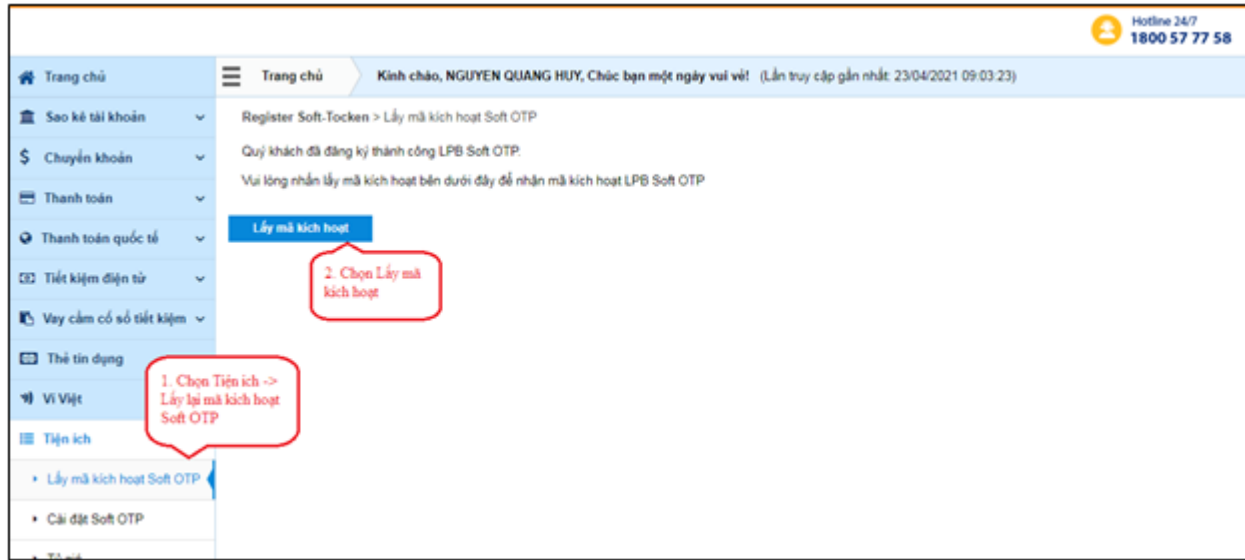 Hotline 24/7
1800 57 77 58
Trang chủ
Trang chủ
Kính chào, NGUYEN QUANG HUY, Chúc bạn một ngày vui vẻ! (Lần truy cập gần nhất: 23/04/2021 09:03:23)
Sao kê tài khoản
Chuyển khoản
Thanh toán
Thanh toán quốc tế
Tiết kiệm điện tử
Vay cầm cố sổ tiết kiệm
Thẻ tín dụng
Ví Việt
Tiện ích
Lấy mã kích hoạt Soft OTP
Cài đặt Soft OTP
Tỷ giá
Register Soft-Tocken > Lấy mã kích hoạt Soft OTP
Quý khách đã đăng ký thành công LPB Soft OTP.
Vui lòng nhấn lấy mã kích hoạt bên dưới đây để nhận mã kích hoạt LPB Soft OTP
Lấy mã kích hoạt
2. Chọn Lấy mã
kích hoạt
1. Chọn Tiện ích ->
Lấy lại mã kích hoạt
Soft OTP